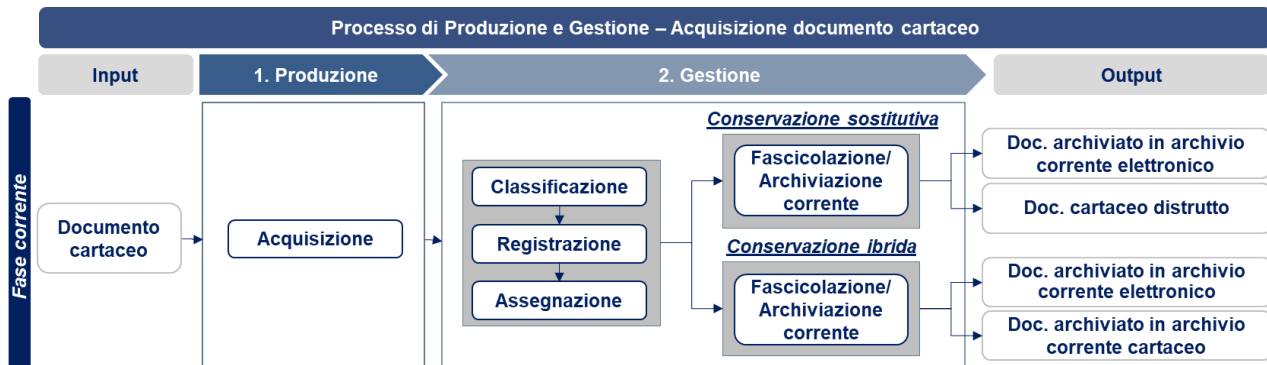 Processo di Produzione e Gestione – Acquisizione documento cartaceo
Input
1. Produzione
2. Gestione
Output
Fase corrente
Documento
cartaceo
Acquisizione
Classificazione
Registrazione
Assegnazione
Conservazione sostitutiva
Fascicolazione/
Archiviazione
corrente
Conservazione ibrida
Fascicolazione/
Archiviazione
corrente
Doc. archiviato in archivio
corrente elettronico
Doc. cartaceo distrutto
Doc. archiviato in archivio
corrente elettronico
Doc. archiviato in archivio
corrente cartaceo